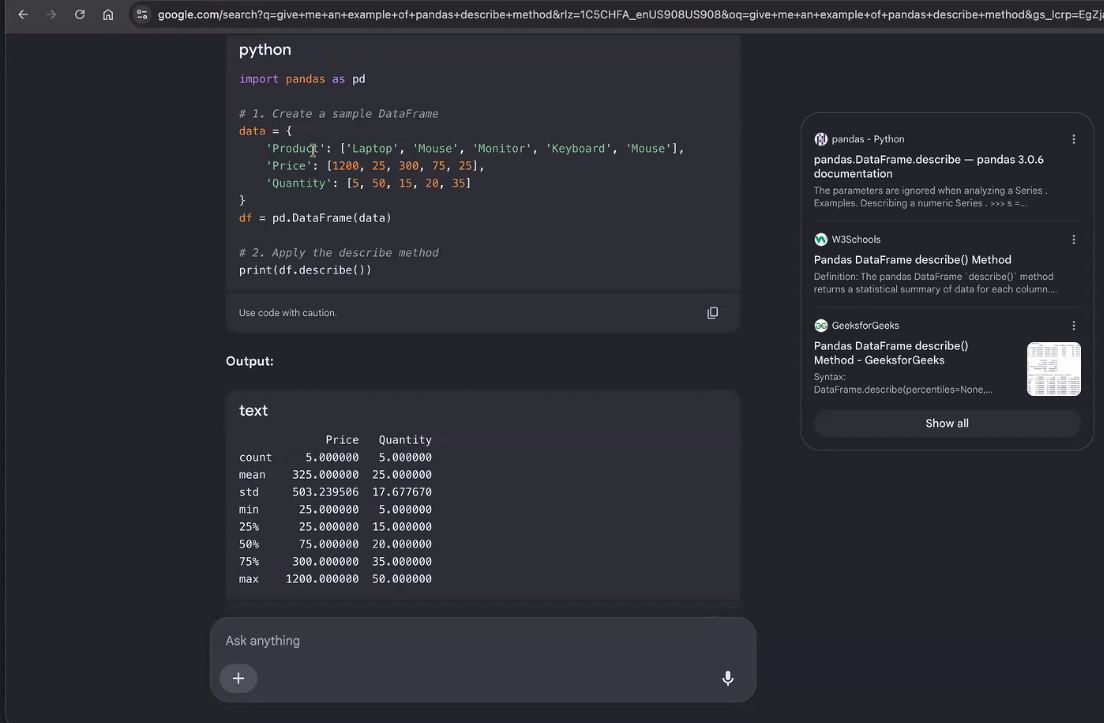 google.com/search?q=give+me+an+example+of+pandas+describe+method&rlz=1C5CHFA_enUS908US908&oq=give+me+an+example+of+pandas+describe+method&gs_lcrp=EgZj
python
import pandas as pd
# 1. Create a sample DataFrame
data = {
    'Product': ['Laptop', 'Mouse', 'Monitor', 'Keyboard', 'Mouse'],
    'Price': [1200, 25, 300, 75, 25],
    'Quantity': [5, 50, 15, 20, 35]
}
df = pd.DataFrame(data)
# 2. Apply the describe method
print(df.describe())
Use code with caution.
Output:
text
             Price   Quantity
count     5.000000   5.000000
mean    325.000000  25.000000
std     503.239506  17.677670
min      25.000000   5.000000
25%      25.000000  15.000000
50%      75.000000  20.000000
75%     300.000000  35.000000
max    1200.000000  50.000000
Ask anything
pandas - Python
pandas.DataFrame.describe — pandas 3.0.6
documentation
The parameters are ignored when analyzing a Series .
Examples. Describing a numeric Series . >>> s =...
W3Schools
Pandas DataFrame describe() Method
Definition: The pandas DataFrame `describe()` method
returns a statistical summary of data for each column....
GeeksforGeeks
Pandas DataFrame describe()
Method - GeeksforGeeks
Syntax:
DataFrame.describe(percentiles=None,...
Show all